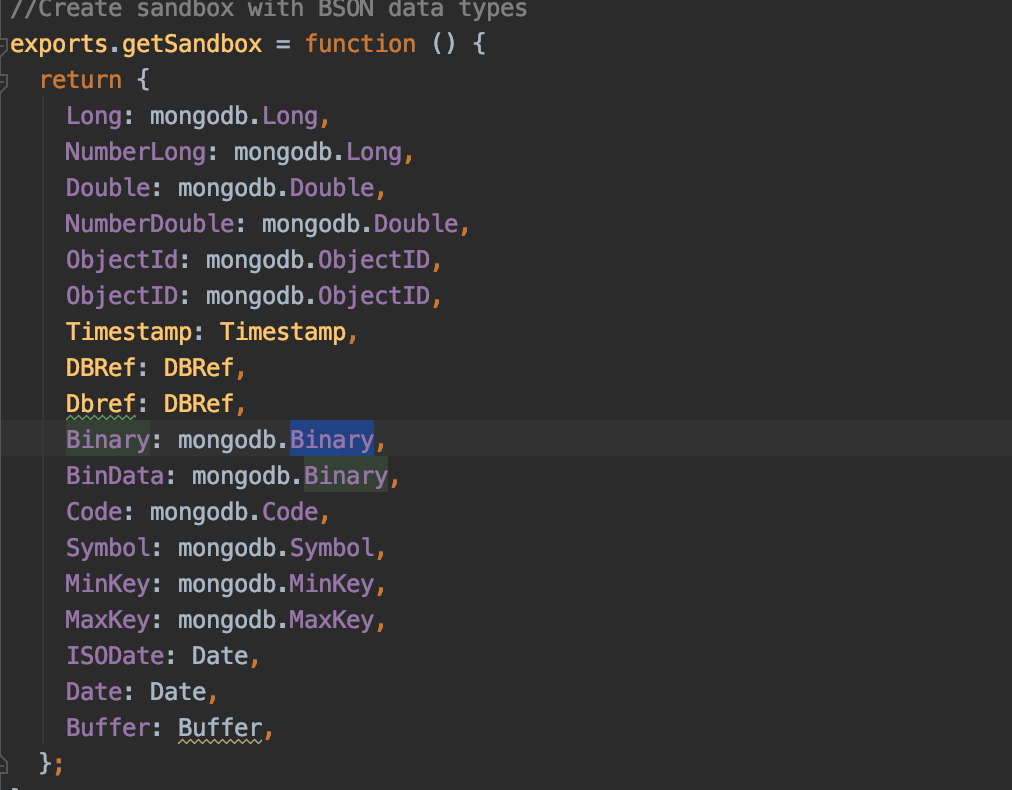 //Create sandbox with BSON data types
exports.getSandbox = function () {
  return {
    Long: mongodb.Long,
    NumberLong: mongodb.Long,
    Double: mongodb.Double,
    NumberDouble: mongodb.Double,
    ObjectId: mongodb.ObjectID,
    ObjectID: mongodb.ObjectID,
    Timestamp: Timestamp,
    DBRef: DBRef,
    Dbref: DBRef,
    Binary: mongodb.Binary,
    BinData: mongodb.Binary,
    Code: mongodb.Code,
    Symbol: mongodb.Symbol,
    MinKey: mongodb.MinKey,
    MaxKey: mongodb.MaxKey,
    ISODate: Date,
    Date: Date,
    Buffer: Buffer,
  };